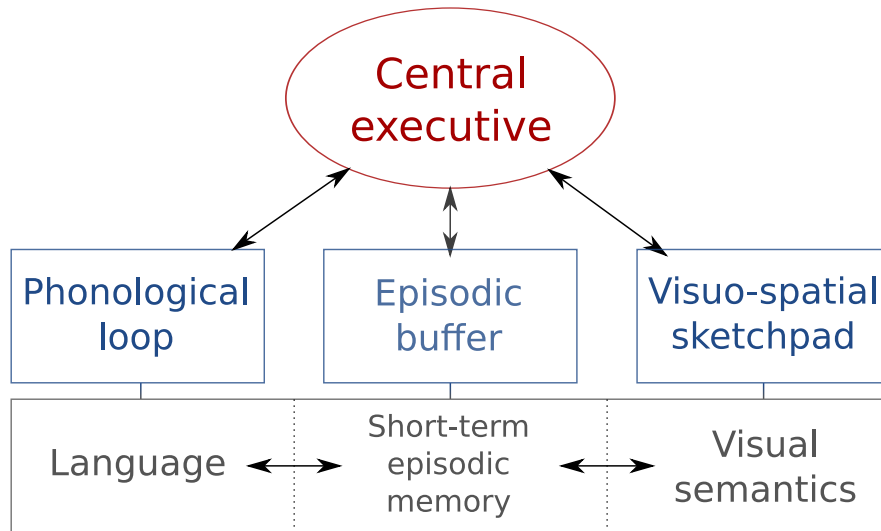 Central
executive
Phonological
loop
Episodic
buffer
Visuo-spatial
sketchpad
Language
Short-term
episodic
memory
Visual
semantics